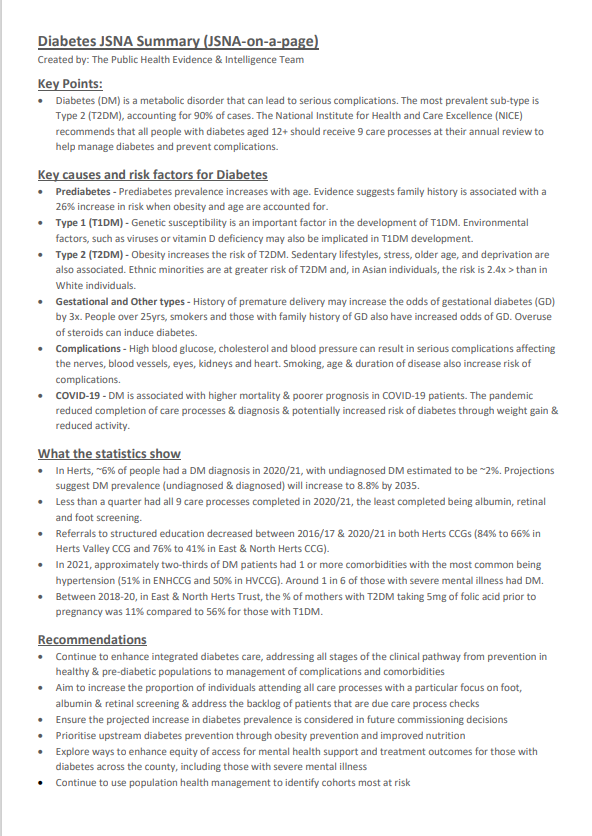 Diabetes JSNA Summary (JSNA-on-a-page)
Created by: The Public Health Evidence & Intelligence Team
Key Points:
• Diabetes (DM) is a metabolic disorder that can lead to serious complications. The most prevalent sub-type is
Type 2 (T2DM), accounting for 90% of cases. The National Institute for Health and Care Excellence (NICE)
recommends that all people with diabetes aged 12+ should receive 9 care processes at their annual review to
help manage diabetes and prevent complications.
Key causes and risk factors for Diabetes
• Prediabetes - Prediabetes prevalence increases with age. Evidence suggests family history is associated with a
26% increase in risk when obesity and age are accounted for.
• Type 1 (T1DM) - Genetic susceptibility is an important factor in the development of T1DM. Environmental
factors, such as viruses or vitamin D deficiency may also be implicated in T1DM development.
• Type 2 (T2DM) - Obesity increases the risk of T2DM. Sedentary lifestyles, stress, older age, and deprivation are
also associated. Ethnic minorities are at greater risk of T2DM and, in Asian individuals, the risk is 2.4x > than in
White individuals.
• Gestational and Other types - History of premature delivery may increase the odds of gestational diabetes (GD)
by 3x. People over 25yrs, smokers and those with family history of GD also have increased odds of GD. Overuse
of steroids can induce diabetes.
• Complications - High blood glucose, cholesterol and blood pressure can result in serious complications affecting
the nerves, blood vessels, eyes, kidneys and heart. Smoking, age & duration of disease also increase risk of
complications.
• COVID-19 - DM is associated with higher mortality & poorer prognosis in COVID-19 patients. The pandemic
reduced completion of care processes & diagnosis & potentially increased risk of diabetes through weight gain &
reduced activity.
What the statistics show
• In Herts, ~6% of people had a DM diagnosis in 2020/21, with undiagnosed DM estimated to be ~2%. Projections
suggest DM prevalence (undiagnosed & diagnosed) will increase to 8.8% by 2035.
• Less than a quarter had all 9 care processes completed in 2020/21, the least completed being albumin, retinal
and foot screening.
• Referrals to structured education decreased between 2016/17 & 2020/21 in both Herts CCGs (84% to 66% in
Herts Valley CCG and 76% to 41% in East & North Herts CCG).
• In 2021, approximately two-thirds of DM patients had 1 or more comorbidities with the most common being
hypertension (51% in ENHCCG and 50% in HVCCG). Around 1 in 6 of those with severe mental illness had DM.
• Between 2018-20, in East & North Herts Trust, the % of mothers with T2DM taking 5mg of folic acid prior to
pregnancy was 11% compared to 56% for those with T1DM.
Recommendations
• Continue to enhance integrated diabetes care, addressing all stages of the clinical pathway from prevention in
healthy & pre-diabetic populations to management of complications and comorbidities
• Aim to increase the proportion of individuals attending all care processes with a particular focus on foot,
albumin & retinal screening & address the backlog of patients that are due care process checks
• Ensure the projected increase in diabetes prevalence is considered in future commissioning decisions
• Prioritise upstream diabetes prevention through obesity prevention and improved nutrition
• Explore ways to enhance equity of access for mental health support and treatment outcomes for those with
diabetes across the county, including those with severe mental illness
• Continue to use population health management to identify cohorts most at risk